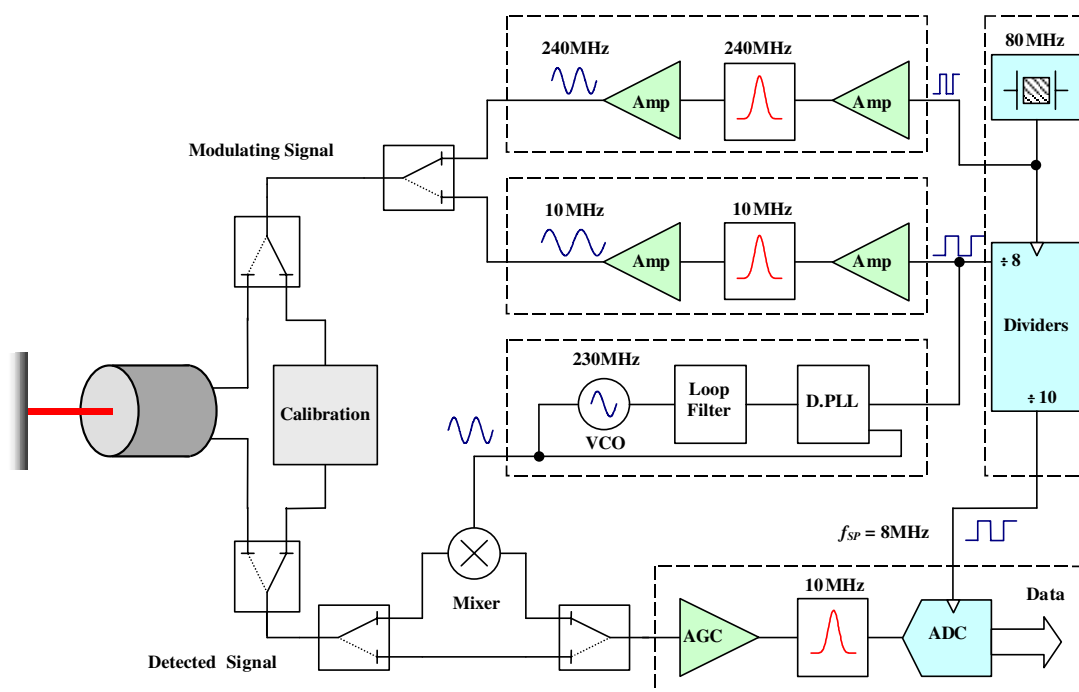 240MHz
240MHz
80MHz
Amp
Amp
Modulating Signal
10MHz
10MHz
Amp
Amp
÷ 8
Dividers
÷ 10
230MHz
Loop
Filter
D.PLL
VCO
Calibration
fSP = 8MHz
Mixer
10MHz
Data
AGC
ADC
Detected Signal